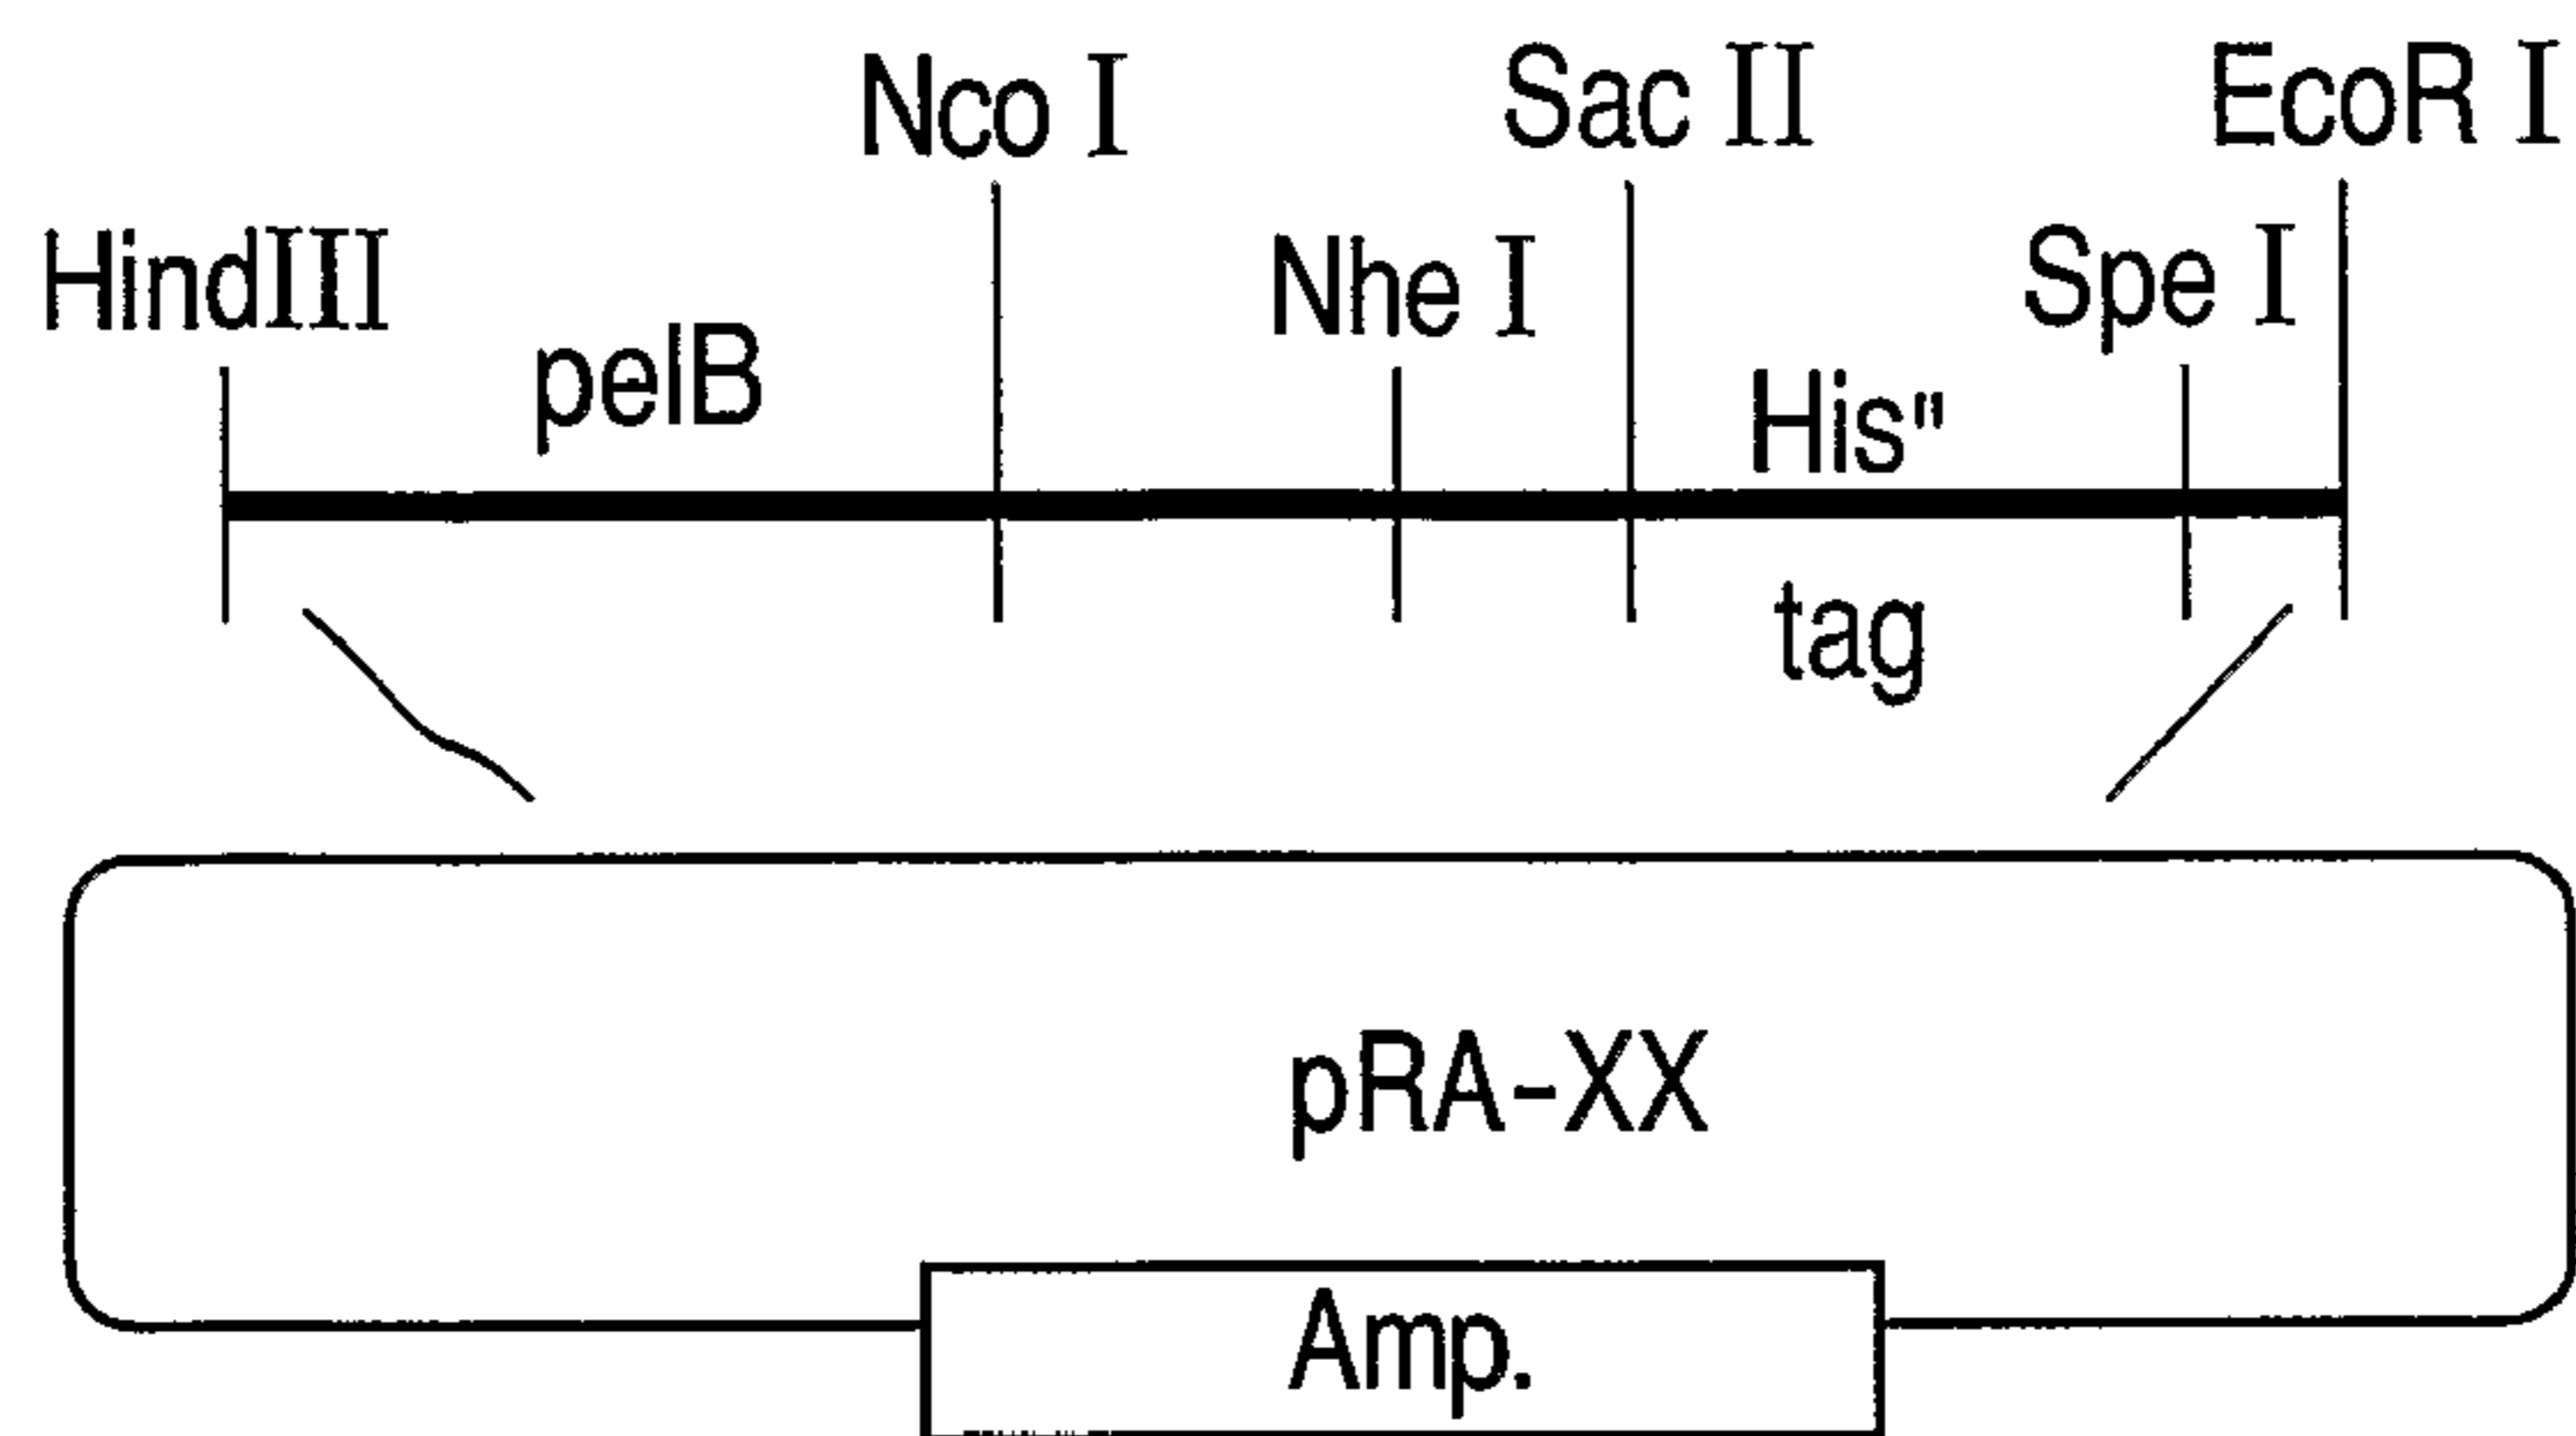 Nco I
Sac II
EcoR I
HindIII
Nhe I
Spe I
pelB
His"
tag
pRA-XX
Amp.